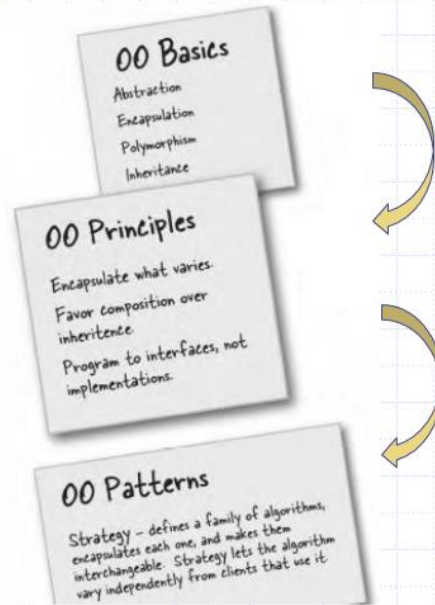 OO Basics
Abstraction
Encapsulation
Polymorphism
Inheritance
OO Principles
Encapsulate what varies.
Favor composition over
inheritence.
Program to interfaces, not
implementations.
OO Patterns
Strategy – defines a family of algorithms,
encapsulates each one, and makes them
interchangeable. Strategy lets the algorithm
vary independently from clients that use it.